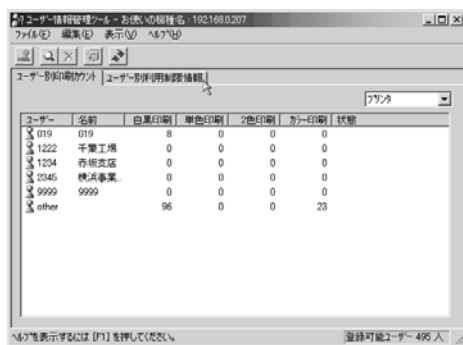 ユーザー情報管理ツール - お使いの機種名 : 192.168.0.207
ファイル(F) 編集(E) 表示(V) ヘルプ(H)
ユーザー別印刷カウント ユーザー別利用制限情報
プリンタ
ユーザー 名前 白黒印刷 単色印刷 2色印刷 カラー印刷 状態
019 019 8 0 0 0
1222 千葉工場 0 0 0 0
1234 赤坂支店 0 0 0 0
2345 横浜事業... 0 0 0 0
9999 9999 0 0 0 0
other 96 0 0 23
ヘルプを表示するには [F1] を押してください。 登録可能ユーザー 495 人